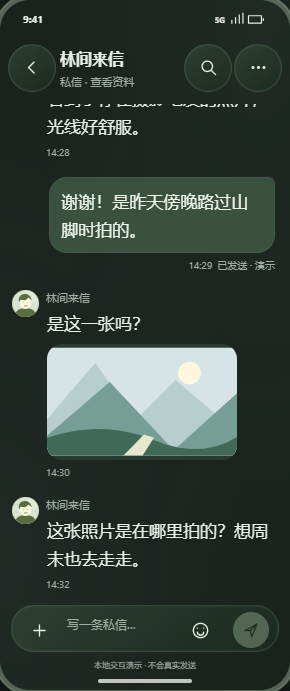 9:41
5G
林间来信
私信 · 查看资料
光线好舒服。
14:28
谢谢！是昨天傍晚路过山
脚时拍的。
14:29 已发送 · 演示
林间来信
是这一张吗？
14:30
林间来信
这张照片是在哪里拍的？想周
末也去走走。
14:32
写一条私信...
本地交互演示 · 不会真实发送